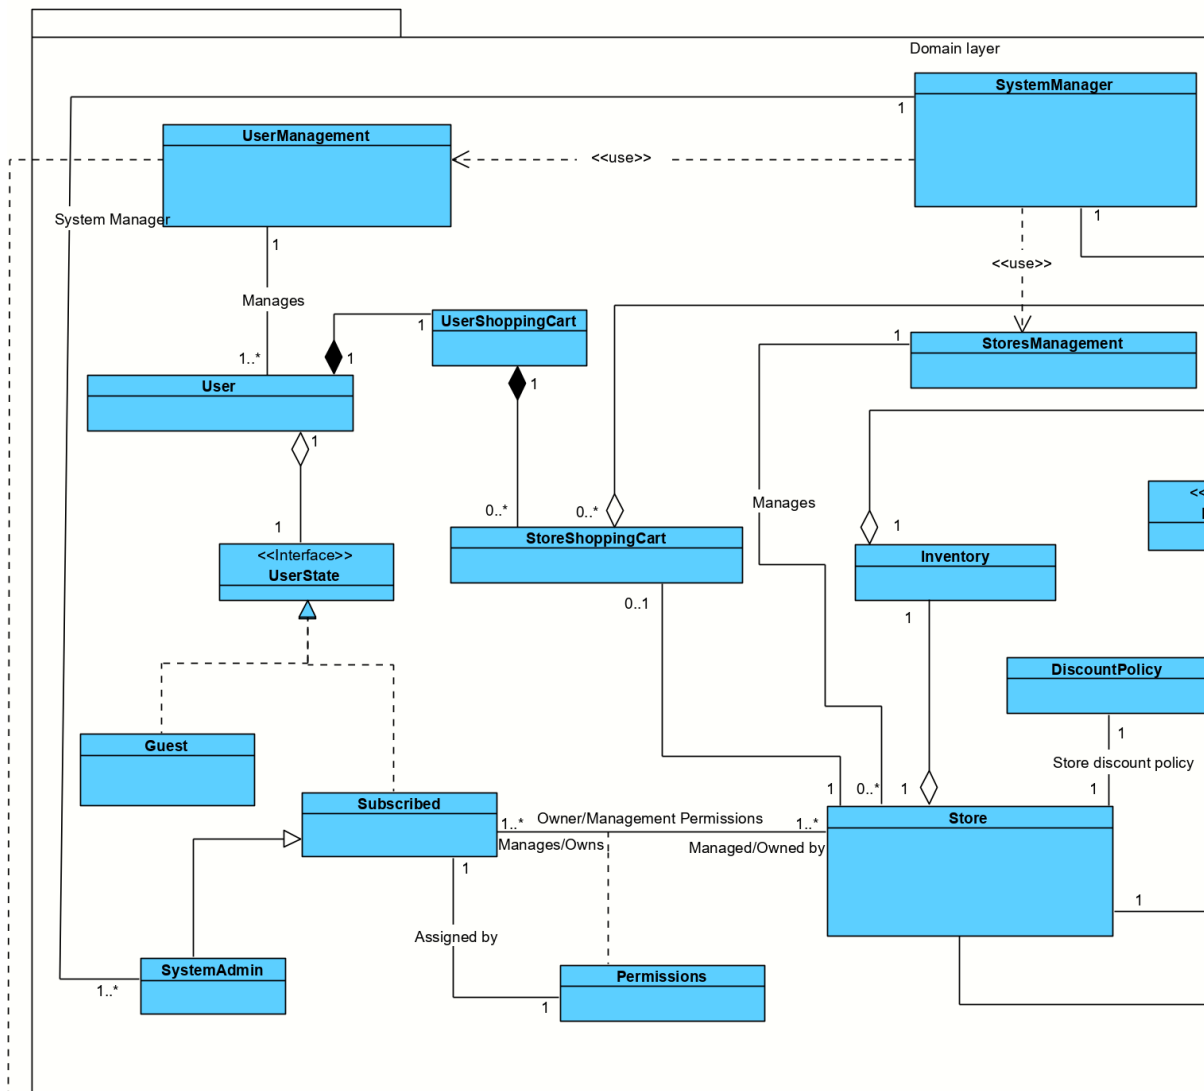 Domain layer
SystemManager
1
UserManagement
<<use>>
System Manager
1
1
<<use>>
Manages
UserShoppingCart
1
1
StoresManagement
1..*
1
User
1
1
Manages
0..*
0..*
1
StoreShoppingCart
1
<<Interface>>
UserState
Inventory
<<
0..1
1
DiscountPolicy
1
Guest
Store discount policy
1
0..*
1
1
Subscribed
1..*
Owner/Management Permissions
1..*
Store
Manages/Owns
Managed/Owned by
1
1
Assigned by
SystemAdmin
Permissions
1..*
1